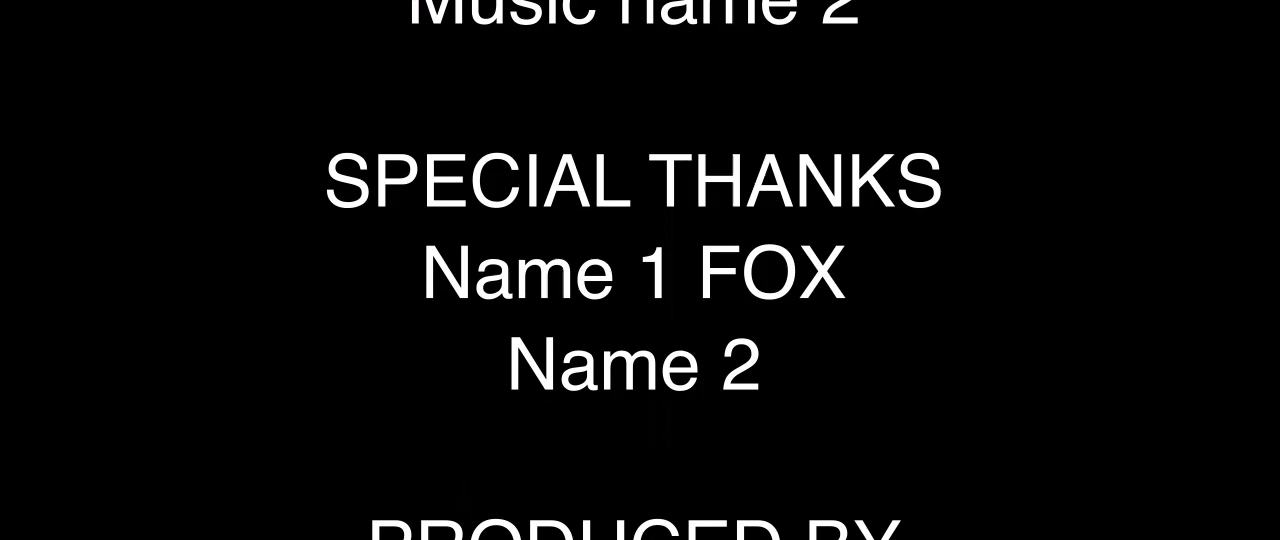 Music name 2
SPECIAL THANKS
Name 1 FOX
Name 2
PRODUCED BY